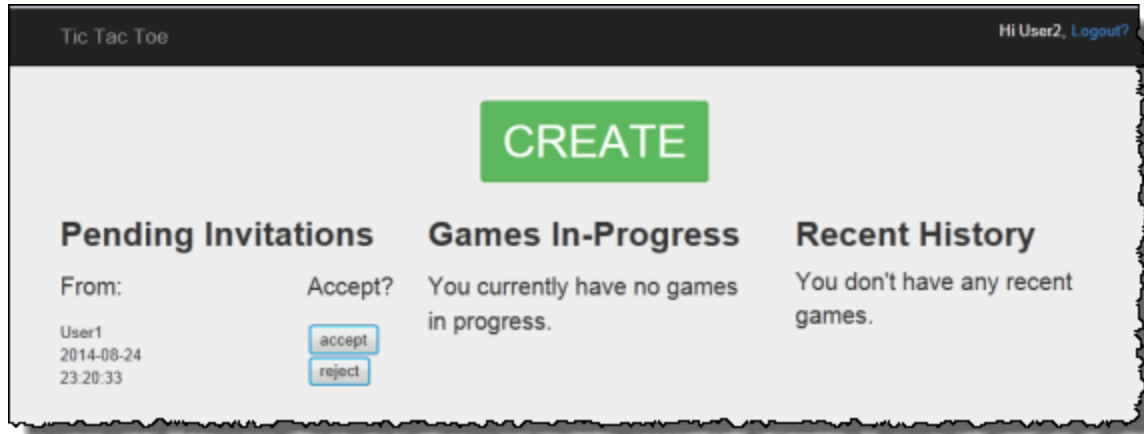 Tic Tac Toe
Hi User2, Logout?
CREATE
Pending Invitations
From:
Accept?
User1
2014-08-24
23:20:33
accept
reject
Games In-Progress
You currently have no games
in progress.
Recent History
You don't have any recent
games.